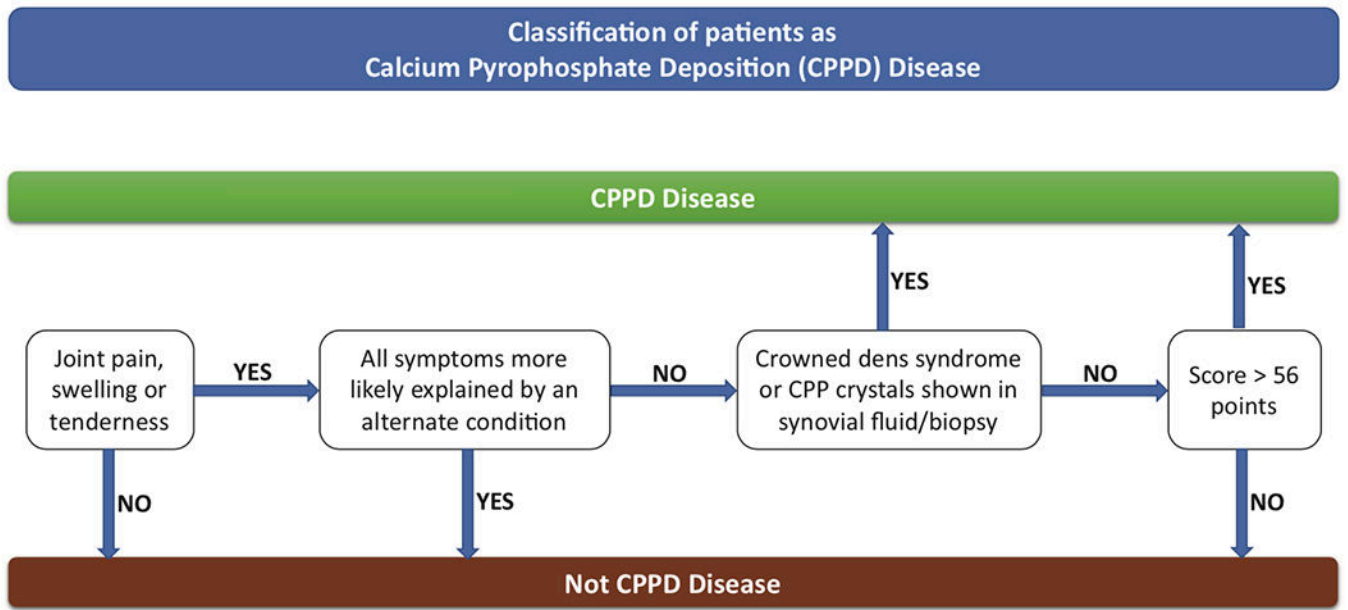 Classification of patients as
Calcium Pyrophosphate Deposition (CPPD) Disease
CPPD Disease
YES
YES
Joint pain,
swelling or
tenderness
YES
All symptoms more
likely explained by an
alternate condition
NO
Crowned dens syndrome
or CPP crystals shown in
synovial fluid/biopsy
NO
Score > 56
points
NO
YES
NO
Not CPPD Disease